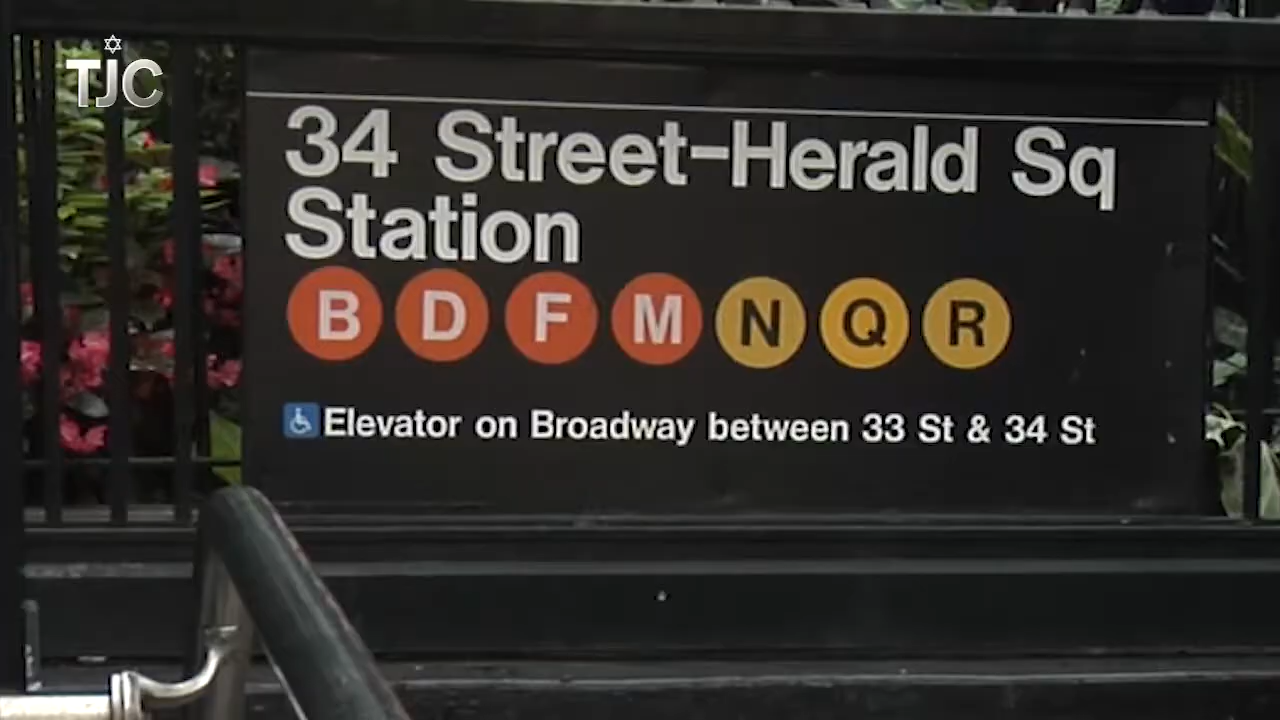 TJC
34 Street-Herald Sq
Station
B D F M N Q R
Elevator on Broadway between 33 St & 34 St